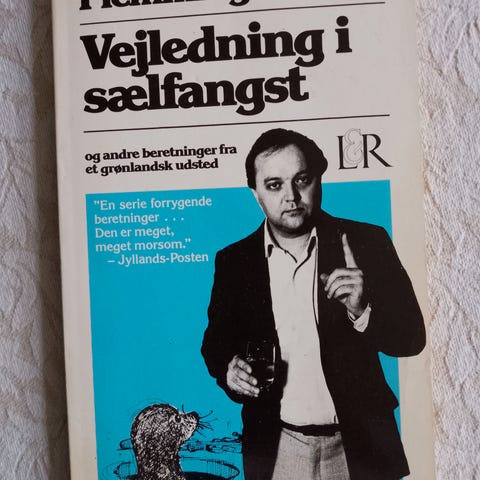 Vejledning i
sælfangst
og andre beretninger fra
et grønlandsk udsted
L&R
"En serie forrygende
beretninger . . .
Den er meget,
meget morsom."
– Jyllands-Posten